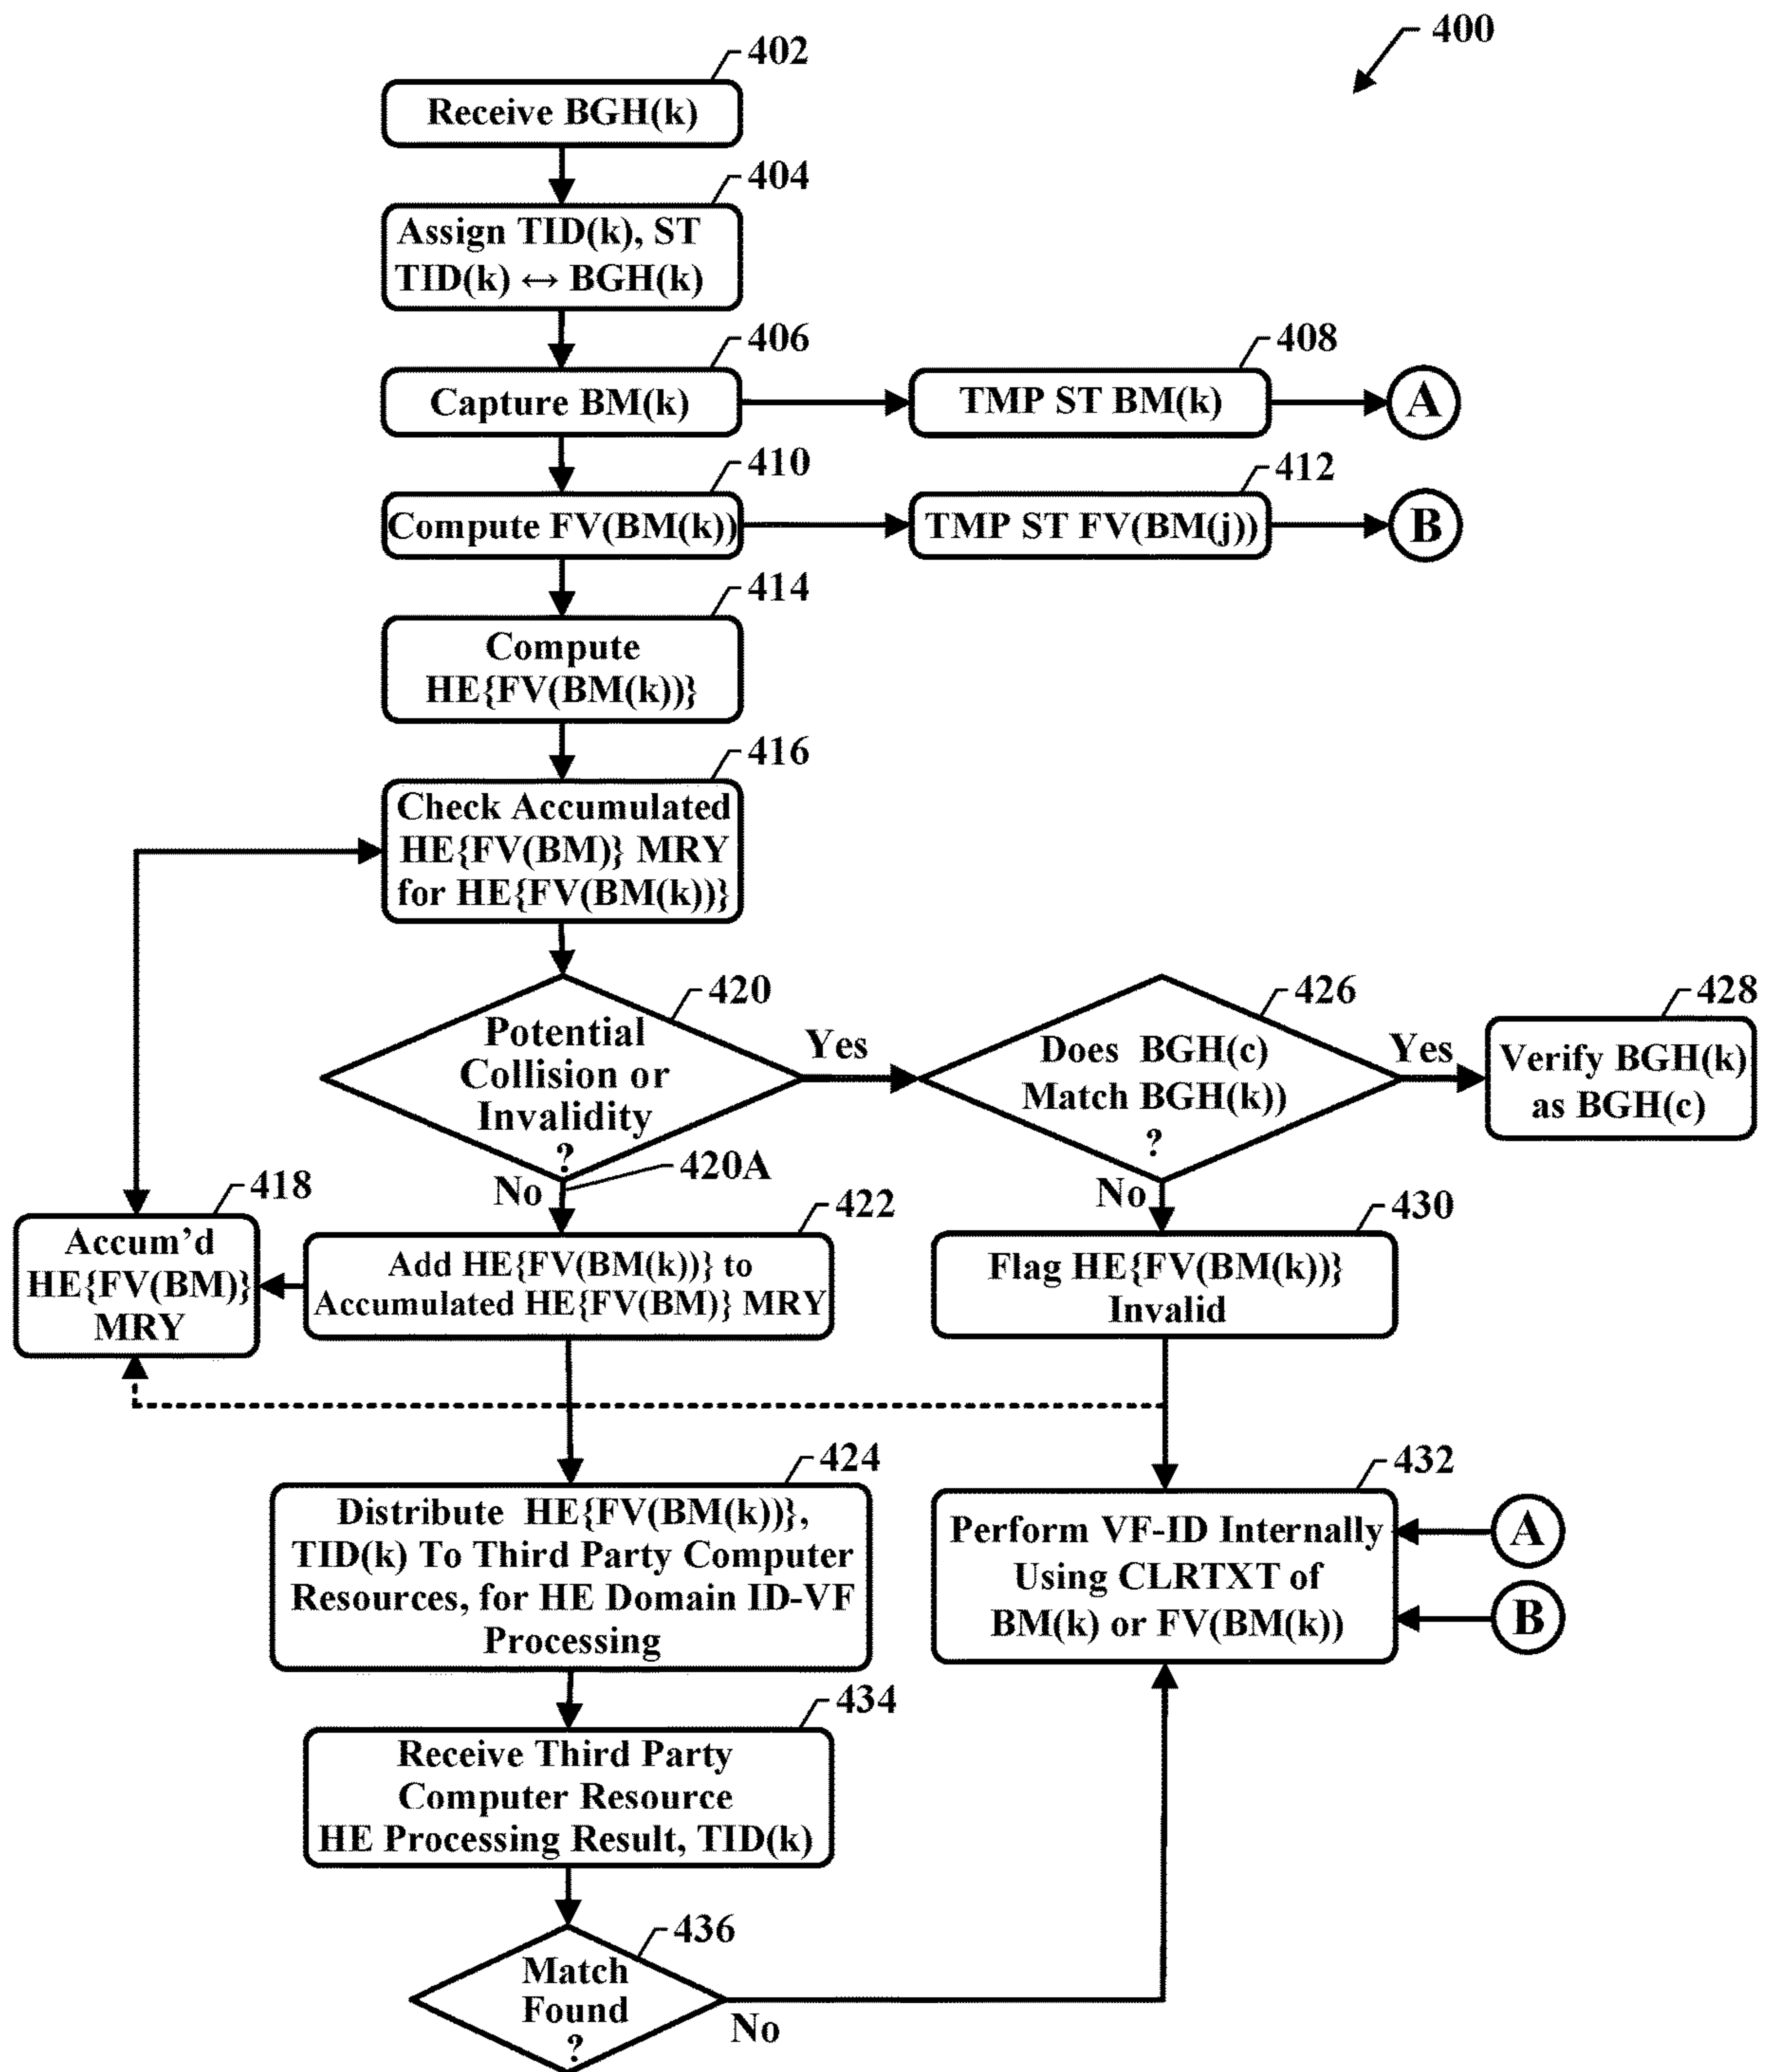 400
402
Receive BGH(k)
404
Assign TID(k), ST
TID(k) ↔ BGH(k)
406
Capture BM(k)
408
TMP ST BM(k)
A
410
Compute FV(BM(k))
412
TMP ST FV(BM(j))
B
414
Compute
HE{FV(BM(k))}
416
Check Accumulated
HE{FV(BM)} MRY
for HE{FV(BM(k))}
420
Potential
Collision or
Invalidity
?
Yes
426
Does BGH(c)
Match BGH(k))
?
Yes
428
Verify BGH(k)
as BGH(c)
420A
No
No
418
Accum’d
HE{FV(BM)}
MRY
422
Add HE{FV(BM(k))} to
Accumulated HE{FV(BM)} MRY
430
Flag HE{FV(BM(k))}
Invalid
424
Distribute HE{FV(BM(k))},
TID(k) To Third Party Computer
Resources, for HE Domain ID-VF
Processing
432
Perform VF-ID Internally
Using CLRTXT of
BM(k) or FV(BM(k))
A
B
434
Receive Third Party
Computer Resource
HE Processing Result, TID(k)
436
Match
Found
?
No